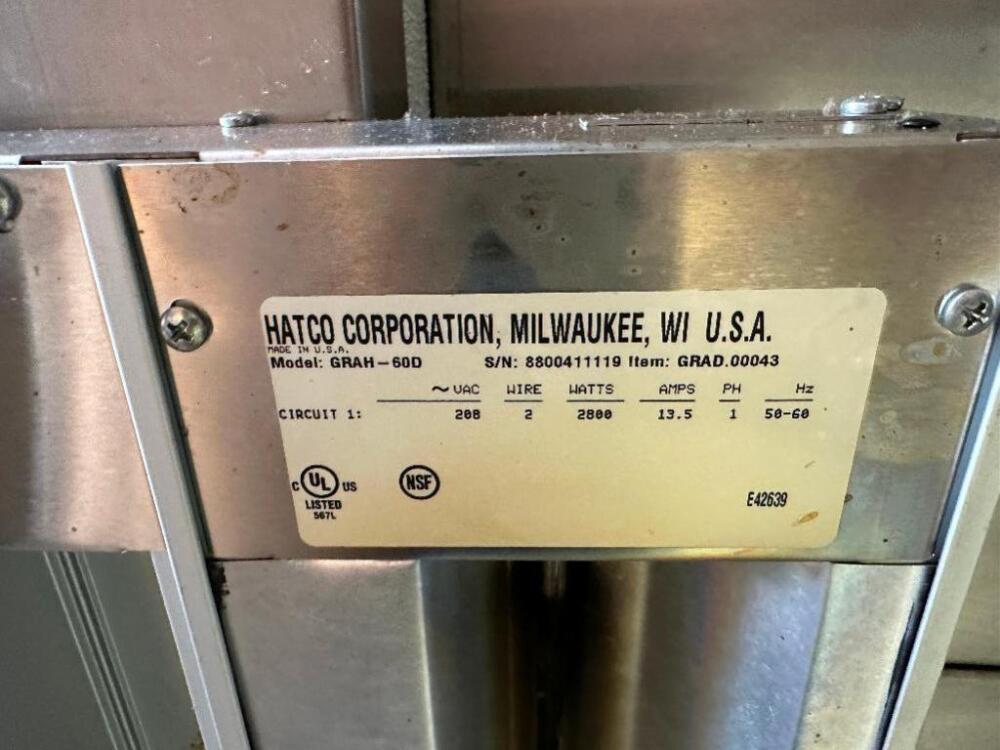 HATCO CORPORATION, MILWAUKEE, WI U.S.A.
MADE IN U.S.A.
Model: GRAH-60D S/N: 8800411119 Item: GRAD.00043
~ VAC WIRE WATTS AMPS PH Hz
CIRCUIT 1: 208 2 2800 13.5 1 50-60
C UL US NSF
LISTED
567L
E42639